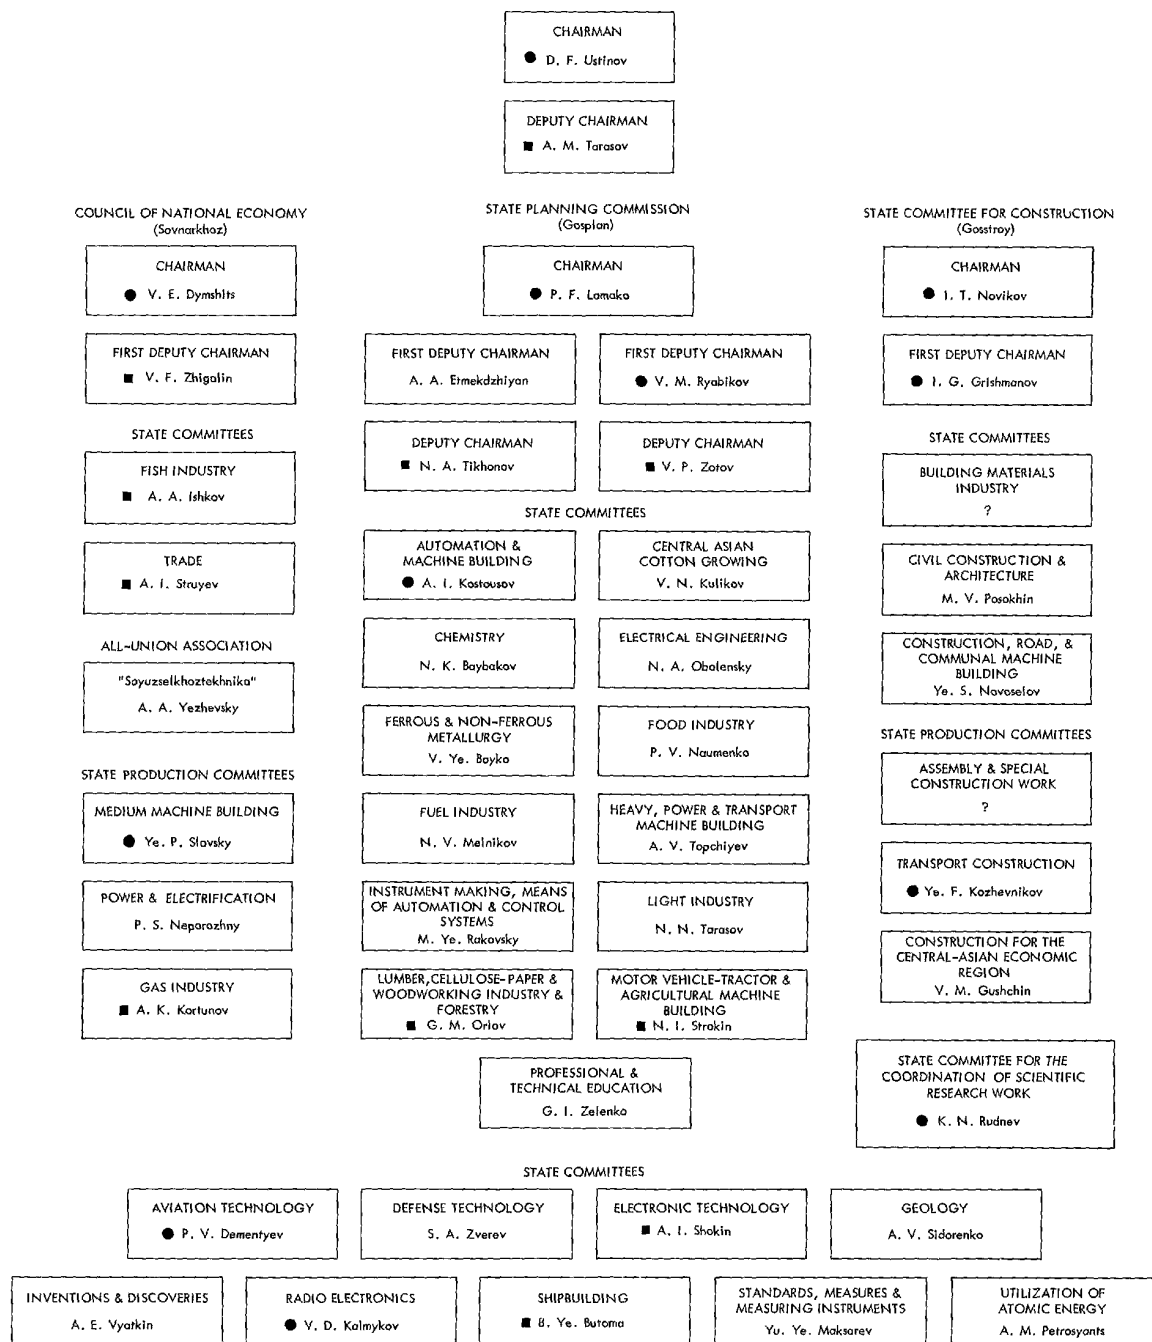 CHAIRMAN
● D. F. Ustinov
DEPUTY CHAIRMAN
■ A. M. Tarasov
COUNCIL OF NATIONAL ECONOMY
(Sovnarkhoz)
CHAIRMAN
● V. E. Dymshits
FIRST DEPUTY CHAIRMAN
■ V. F. Zhigalin
STATE COMMITTEES
FISH INDUSTRY
■ A. A. Ishkov
TRADE
■ A. I. Struyev
ALL-UNION ASSOCIATION
"Soyuzselkhoztekhnika"
A. A. Yezhevsky
STATE PRODUCTION COMMITTEES
MEDIUM MACHINE BUILDING
● Ye. P. Slavsky
POWER & ELECTRIFICATION
P. S. Neporozhny
GAS INDUSTRY
■ A. K. Kortunov
STATE PLANNING COMMISSION
(Gosplan)
CHAIRMAN
● P. F. Lomako
FIRST DEPUTY CHAIRMAN
A. A. Etmekdzhiyan
FIRST DEPUTY CHAIRMAN
● V. M. Ryabikov
DEPUTY CHAIRMAN
■ N. A. Tikhonov
DEPUTY CHAIRMAN
■ V. P. Zotov
STATE COMMITTEES
AUTOMATION &
MACHINE BUILDING
● A. I. Kostousov
CENTRAL ASIAN
COTTON GROWING
V. N. Kulikov
CHEMISTRY
N. K. Baybakov
ELECTRICAL ENGINEERING
N. A. Obolensky
FERROUS & NON-FERROUS
METALLURGY
V. Ye. Boyko
FOOD INDUSTRY
P. V. Naumenko
FUEL INDUSTRY
N. V. Melnikov
HEAVY, POWER & TRANSPORT
MACHINE BUILDING
A. V. Topchiyev
INSTRUMENT MAKING, MEANS
OF AUTOMATION & CONTROL
SYSTEMS
M. Ye. Rakovsky
LIGHT INDUSTRY
N. N. Tarasov
LUMBER, CELLULOSE-PAPER &
WOODWORKING INDUSTRY &
FORESTRY
■ G. M. Orlov
MOTOR VEHICLE-TRACTOR &
AGRICULTURAL MACHINE
BUILDING
■ N. I. Strokin
PROFESSIONAL &
TECHNICAL EDUCATION
G. I. Zelenko
STATE COMMITTEE FOR CONSTRUCTION
(Gosstroy)
CHAIRMAN
● I. T. Novikov
FIRST DEPUTY CHAIRMAN
● I. G. Grishmanov
STATE COMMITTEES
BUILDING MATERIALS
INDUSTRY
?
CIVIL CONSTRUCTION &
ARCHITECTURE
M. V. Posokhin
CONSTRUCTION, ROAD, &
COMMUNAL MACHINE
BUILDING
Ye. S. Novoselov
STATE PRODUCTION COMMITTEES
ASSEMBLY & SPECIAL
CONSTRUCTION WORK
?
TRANSPORT CONSTRUCTION
● Ye. F. Kozhevnikov
CONSTRUCTION FOR THE
CENTRAL-ASIAN ECONOMIC
REGION
V. M. Gushchin
STATE COMMITTEE FOR THE
COORDINATION OF SCIENTIFIC
RESEARCH WORK
● K. N. Rudnev
STATE COMMITTEES
AVIATION TECHNOLOGY
● P. V. Dementyev
DEFENSE TECHNOLOGY
S. A. Zverev
ELECTRONIC TECHNOLOGY
■ A. I. Shokin
GEOLOGY
A. V. Sidorenko
INVENTIONS & DISCOVERIES
A. E. Vyatkin
RADIO ELECTRONICS
● V. D. Kalmykov
SHIPBUILDING
■ B. Ye. Butoma
STANDARDS, MEASURES &
MEASURING INSTRUMENTS
Yu. Ye. Maksarev
UTILIZATION OF
ATOMIC ENERGY
A. M. Petrosyants